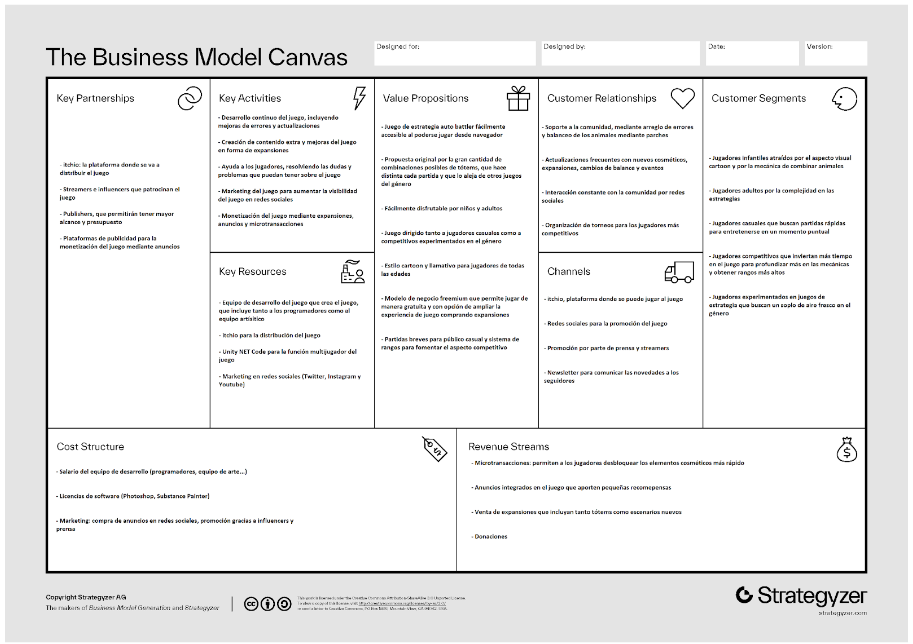 The Business Model Canvas
Designed for:
Designed by:
Date:
Version:
Key Partnerships
- itchio: la plataforma donde se va a
distribuir el juego
- Streamers e influencers que patrocinan el
juego
- Publishers, que permitirán tener mayor
alcance y presupuesto
- Plataformas de publicidad para la
monetización del juego mediante anuncios
Key Activities
- Desarrollo continuo del juego, incluyendo
mejoras de errores y actualizaciones
- Creación de contenido extra y mejoras del juego
en forma de expansiones
- Ayuda a los jugadores, resolviendo las dudas y
problemas que puedan tener sobre el juego
- Marketing del juego para aumentar la visibilidad
del juego en redes sociales
- Monetización del juego mediante expansiones,
anuncios y microtransacciones
Key Resources
- Equipo de desarrollo del juego que crea el juego,
que incluye tanto a los programadores como al
equipo artístico
- Itchio para la distribución del juego
- Unity NET Code para la función multijugador del
juego
- Marketing en redes sociales (Twitter, Instagram y
Youtube)
Value Propositions
- Juego de estrategia auto battler fácilmente
accesible al poderse jugar desde navegador
- Propuesta original por la gran cantidad de
combinaciones posibles de tótems, que hace
distinta cada partida y que lo aleja de otros juegos
del género
- Fácilmente disfrutable por niños y adultos
- Juego dirigido tanto a jugadores casuales como a
competitivos experimentados en el género
- Estilo cartoon y llamativo para jugadores de todas
las edades
- Modelo de negocio freemium que permite jugar de
manera gratuita y con opción de ampliar la
experiencia de juego comprando expansiones
- Partidas breves para público casual y sistema de
rangos para fomentar el aspecto competitivo
Customer Relationships
- Soporte a la comunidad, mediante arreglo de errores
y balanceo de los animales mediante parches
- Actualizaciones frecuentes con nuevos cosméticos,
expansiones, cambios de balance y eventos
- Interacción constante con la comunidad por redes
sociales
- Organización de torneos para los jugadores más
competitivos
Channels
- itchio, plataforma donde se puede jugar al juego
- Redes sociales para la promoción del juego
- Promoción por parte de prensa y streamers
- Newsletter para comunicar las novedades a los
seguidores
Customer Segments
- Jugadores infantiles atraídos por el aspecto visual
cartoon y por la mecánica de combinar animales
- Jugadores adultos por la complejidad en las
estrategias
- Jugadores casuales que buscan partidas rápidas
para entretenerse en un momento puntual
- Jugadores competitivos que inviertan más tiempo
en el juego para profundizar más en las mecánicas
y obtener rangos más altos
- Jugadores experimantados en juegos de
estrategia que buscan un soplo de aire fresco en el
género
Cost Structure
- Salario del equipo de desarrollo (programadores, equipo de arte...)
- Licencias de software (Photoshop, Substance Painter)
- Marketing: compra de anuncios en redes sociales, promoción gracias a influencers y
prensa
Revenue Streams
- Microtransacciones: permiten a los jugadores desbloquear los elementos cosméticos más rápido
- Anuncios integrados en el juego que aporten pequeñas recomepensas
- Venta de expansiones que incluyan tanto tótems como escenarios nuevos
- Donaciones
Copyright Strategyzer AG
The makers of Business Model Generation and Strategyzer
Strategyzer
strategyzer.com